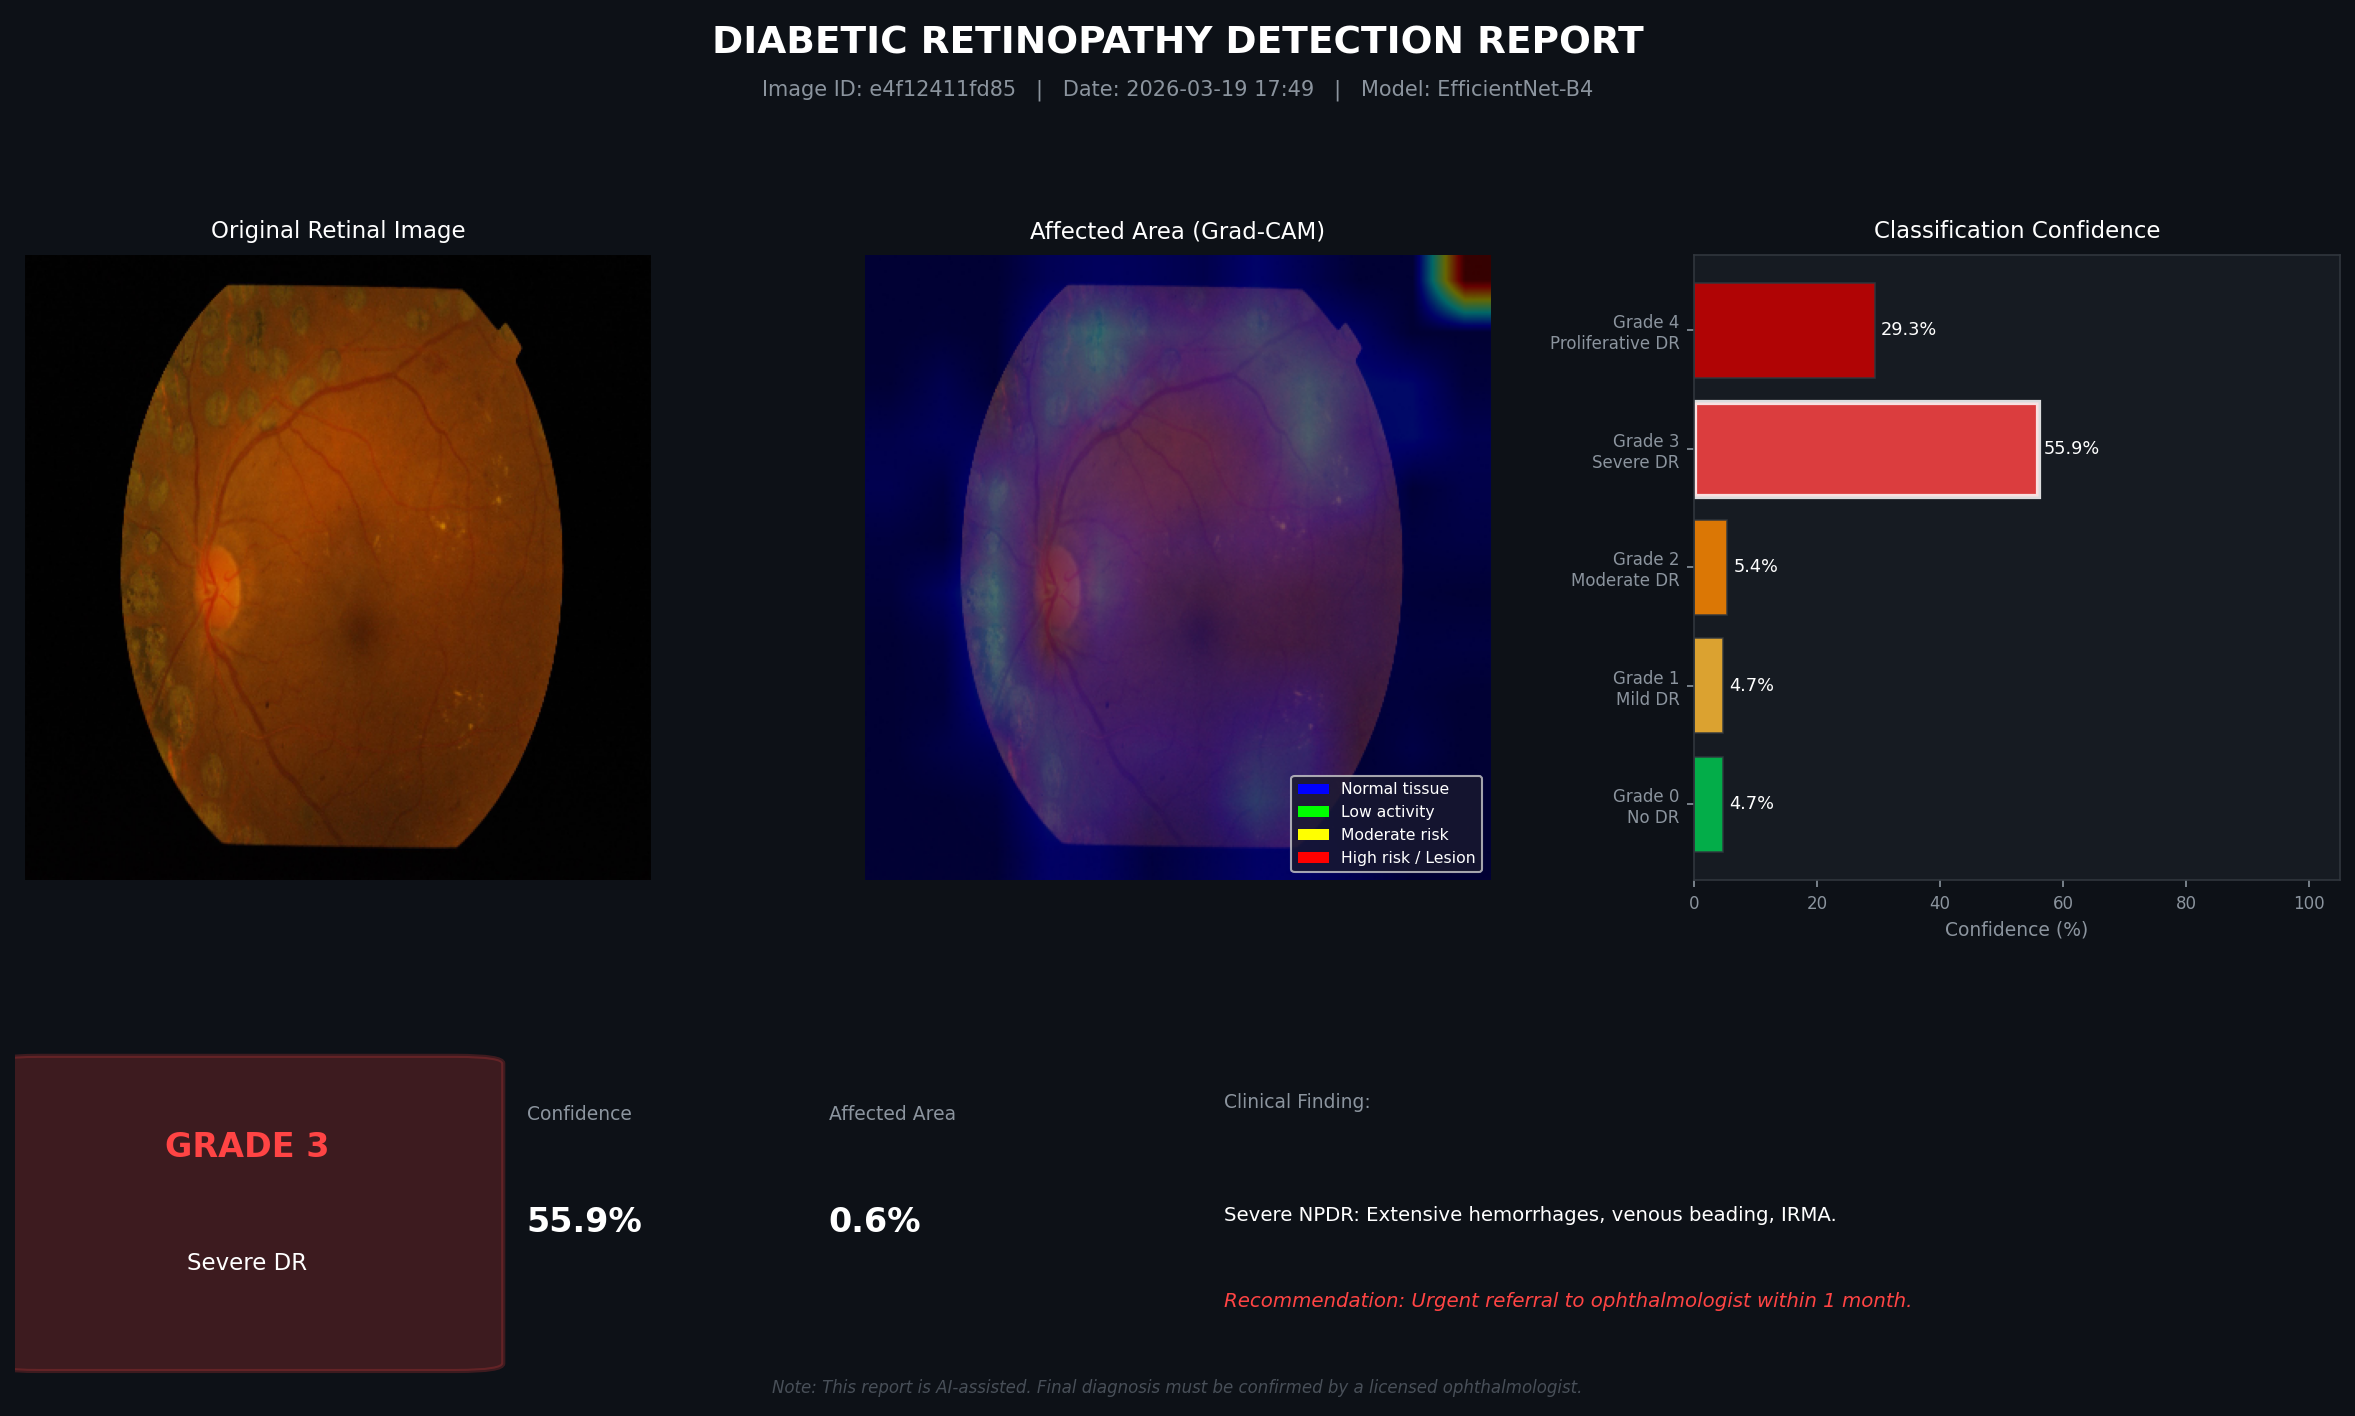 DIABETIC RETINOPATHY DETECTION REPORT
Image ID: e4f12411fd85 | Date: 2026-03-19 17:49 | Model: EfficientNet-B4
Original Retinal Image
Affected Area (Grad-CAM)
Normal tissue
Low activity
Moderate risk
High risk / Lesion
Classification Confidence
Grade 4
Proliferative DR
29.3%
Grade 3
Severe DR
55.9%
Grade 2
Moderate DR
5.4%
Grade 1
Mild DR
4.7%
Grade 0
No DR
4.7%
0 20 40 60 80 100
Confidence (%)
GRADE 3
Severe DR
Confidence
55.9%
Affected Area
0.6%
Clinical Finding:
Severe NPDR: Extensive hemorrhages, venous beading, IRMA.
Recommendation: Urgent referral to ophthalmologist within 1 month.
Note: This report is AI-assisted. Final diagnosis must be confirmed by a licensed ophthalmologist.